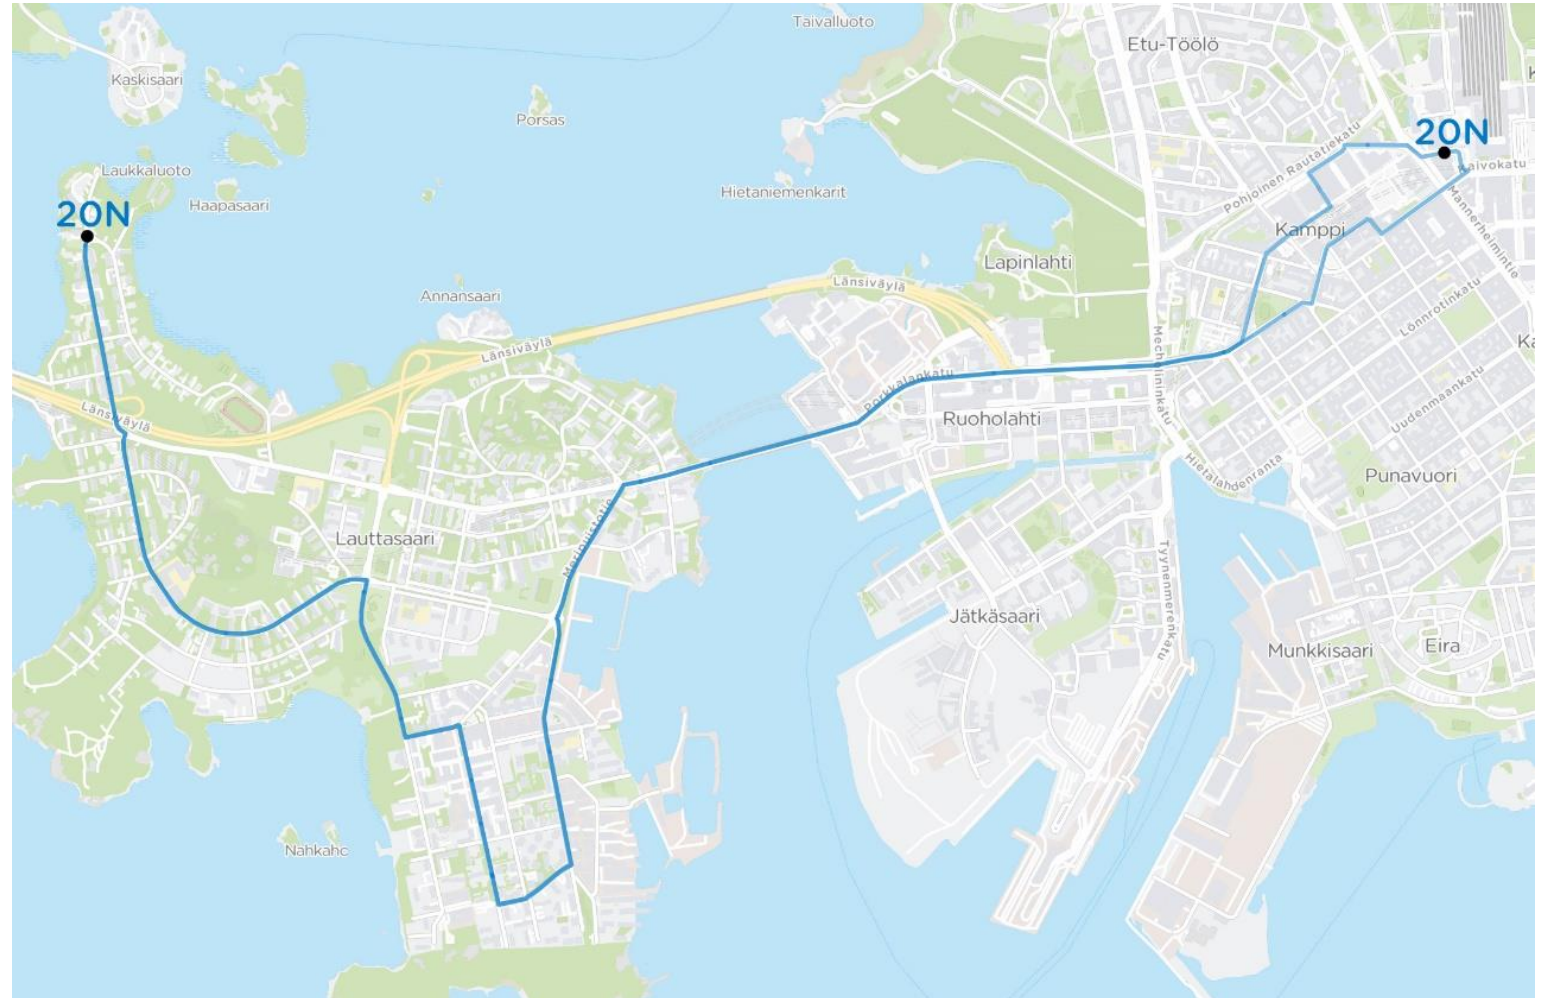 Taivalluoto
Etu-Töölö
Kaskisaari
Porsas
20N
Pohjoinen Rautatiekatu
Kaivokatu
Laukkaluoto
Haapasaari
Hietaniemenkarit
Mannerheimintie
20N
Kamppi
Lapinlahti
Länsiväylä
Annansaari
Lönnrotinkatu
Länsiväylä
Mechelininkatu
Porkkalankatu
Uudenmaankatu
Länsiväylä
Ruoholahti
Hietalahdenranta
Punavuori
Lauttasaari
Meripuistotie
Tyynenmerenkatu
Jätkäsaari
Munkkisaari
Eira
Nahkaho